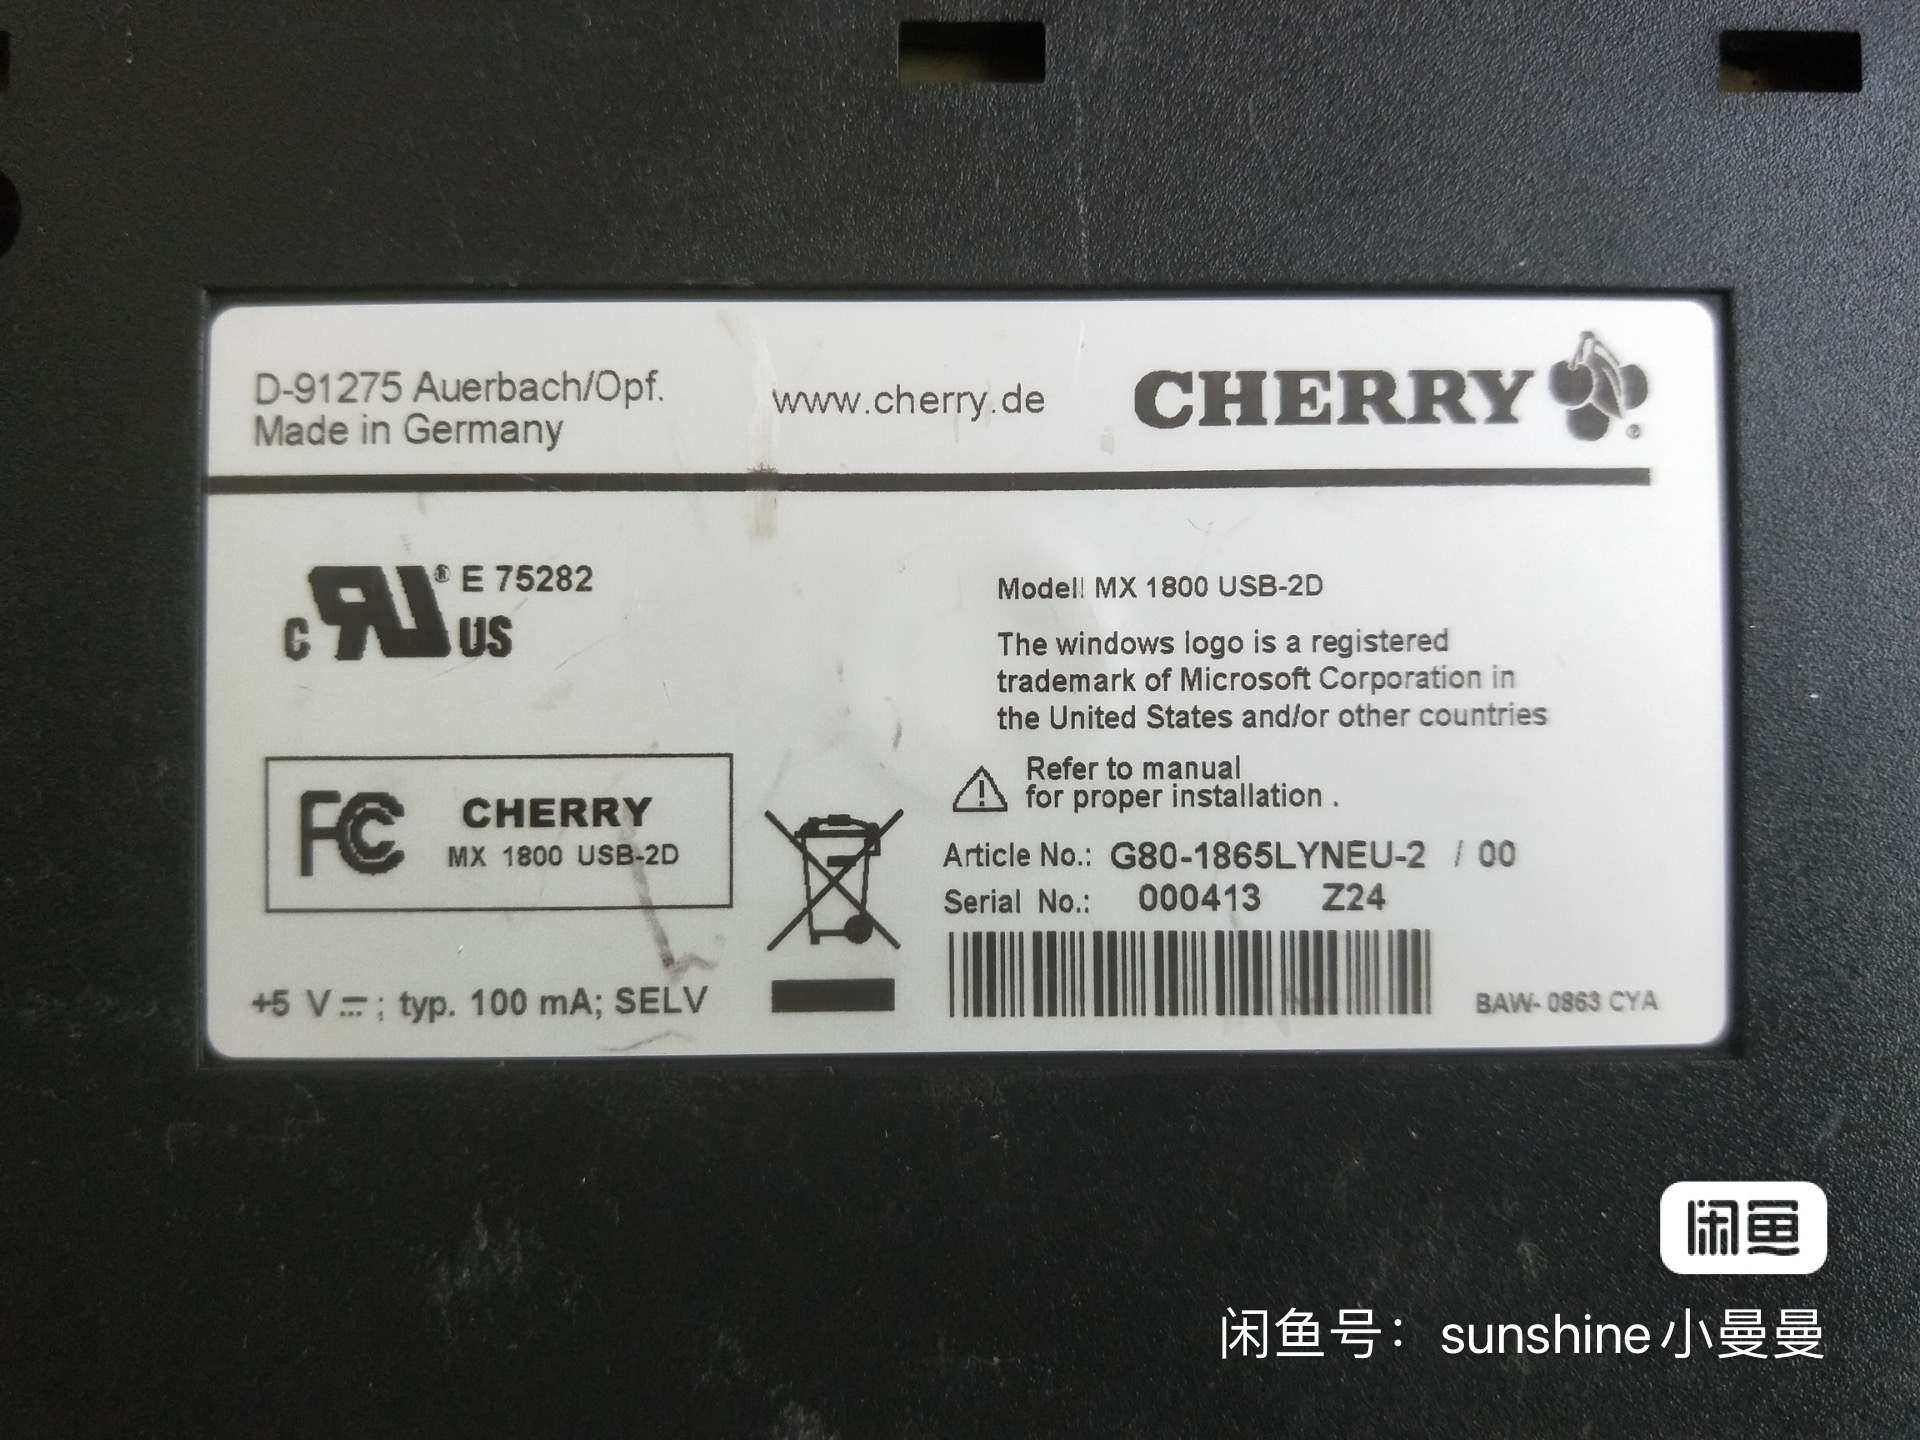 D-91275 Auerbach/Opf.
Made in Germany
www.cherry.de
CHERRY
®
c RU ® US
E 75282
Modell MX 1800 USB-2D
The windows logo is a registered
trademark of Microsoft Corporation in
the United States and/or other countries
Refer to manual
for proper installation .
FC CHERRY
MX 1800 USB-2D
Article No.: G80-1865LYNEU-2 / 00
Serial No.: 000413 Z24
+5 V ; typ. 100 mA; SELV
BAW- 0863 CYA
闲鱼
闲鱼号：sunshine小曼曼